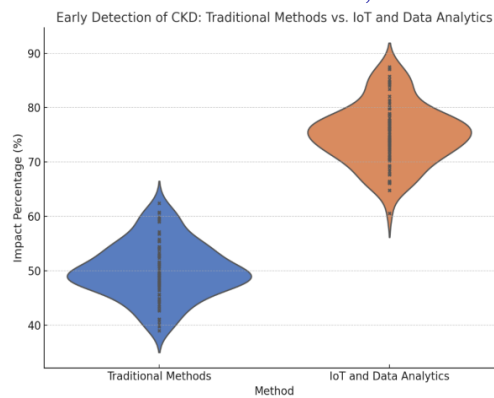 Early Detection of CKD: Traditional Methods vs. IoT and Data Analytics
90
80
70
60
50
40
Impact Percentage (%)
Traditional Methods
IoT and Data Analytics
Method